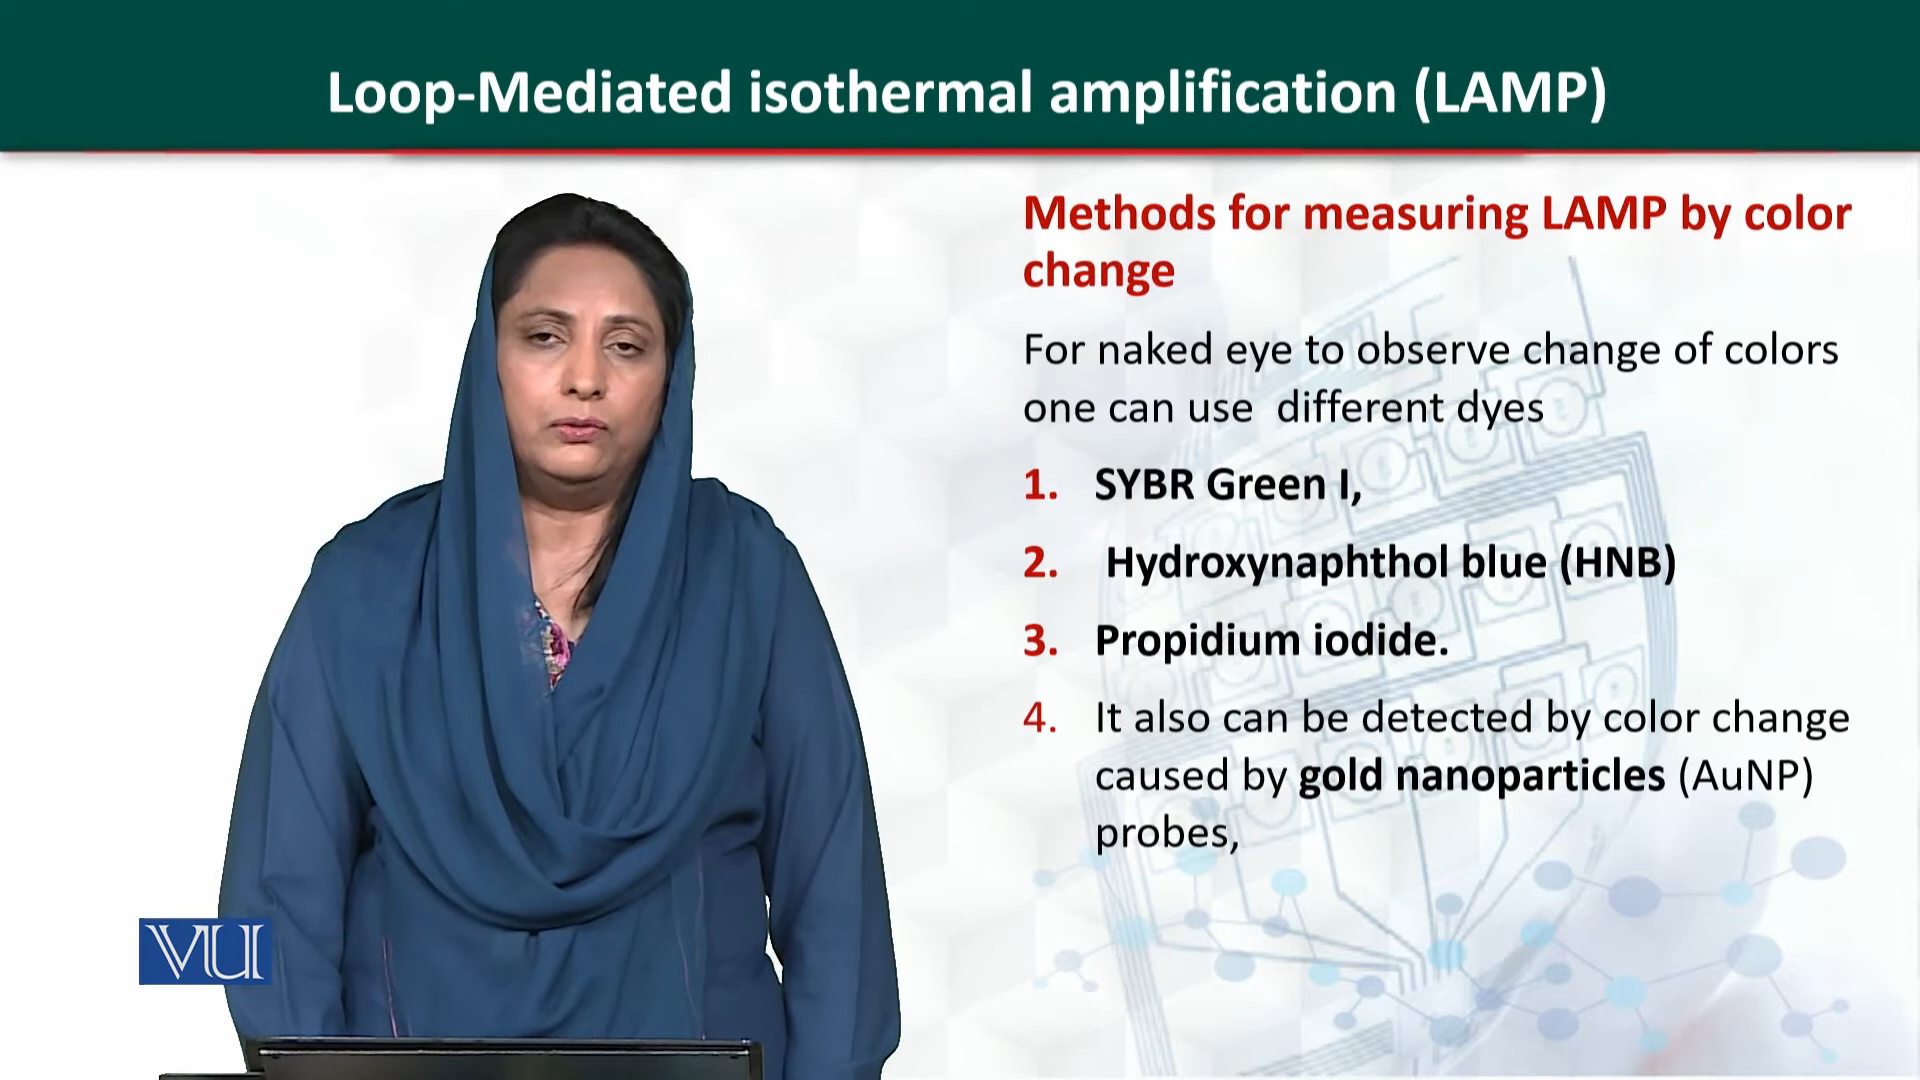 Loop-Mediated isothermal amplification (LAMP)
Methods for measuring LAMP by color
change
For naked eye to observe change of colors
one can use  different dyes
1. SYBR Green I,
2. Hydroxynaphthol blue (HNB)
3. Propidium iodide.
4. It also can be detected by color change
caused by gold nanoparticles (AuNP)
probes,
VU